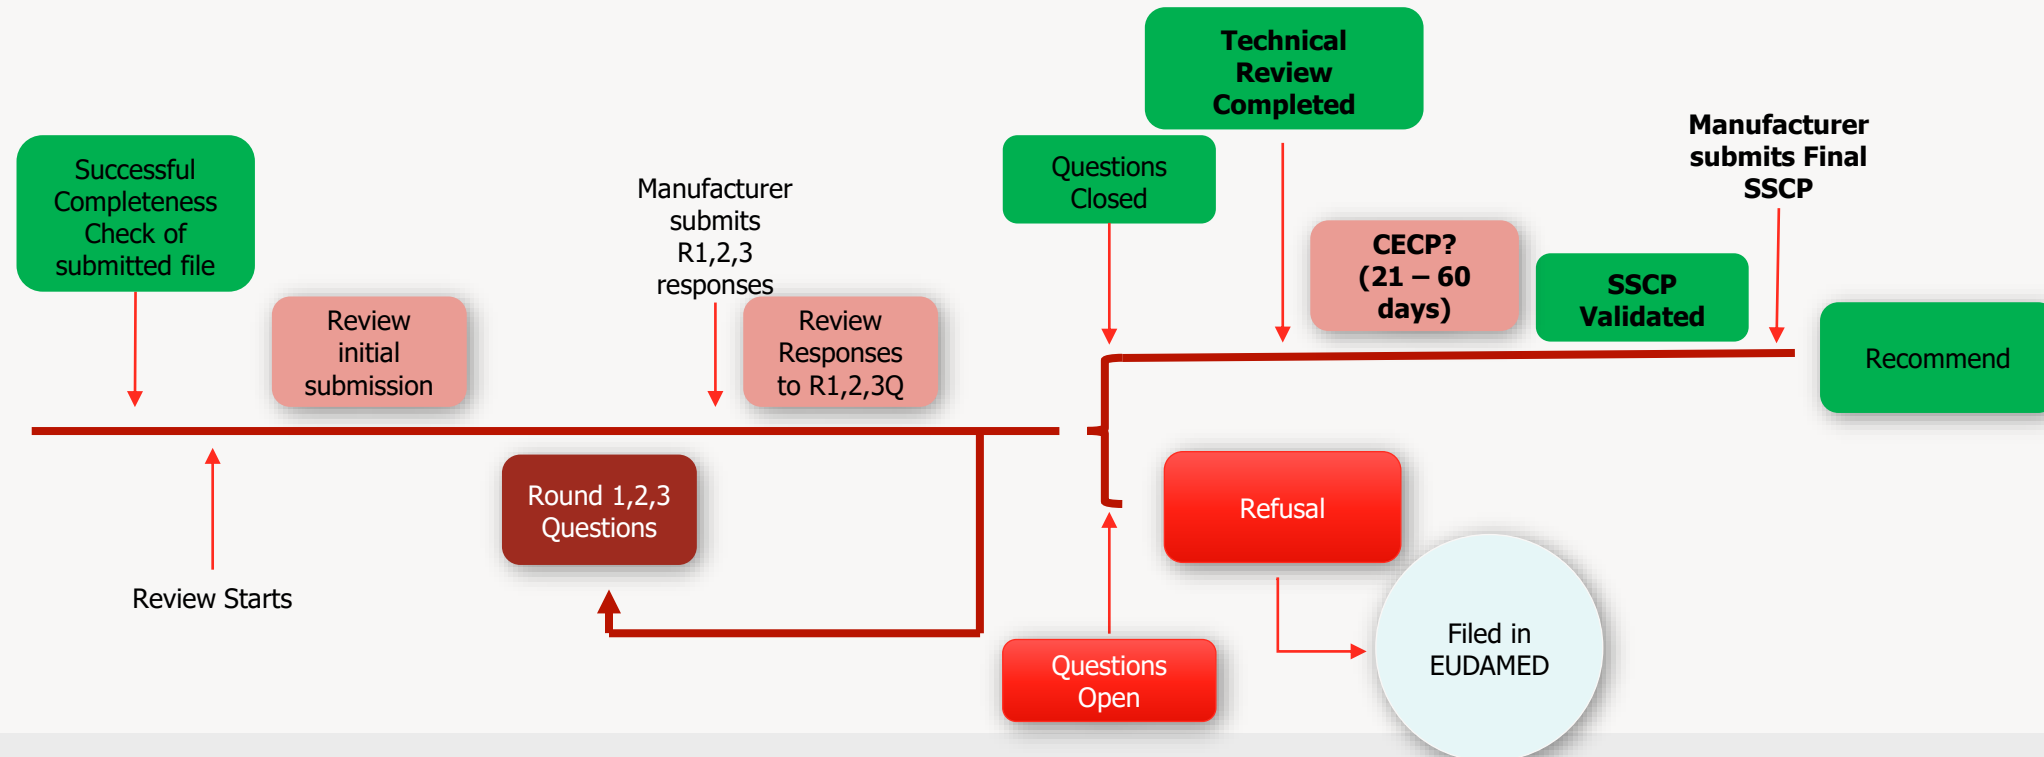 Technical
Review
Completed
Successful
Completeness
Check of
submitted file
Manufacturer
submits
R1,2,3
responses
Questions
Closed
Manufacturer
submits Final
SSCP
Review
initial
submission
Review
Responses
to R1,2,3Q
CECP?
(21 – 60
days)
SSCP
Validated
Recommend
Round 1,2,3
Questions
Refusal
Review Starts
Questions
Open
Filed in
EUDAMED